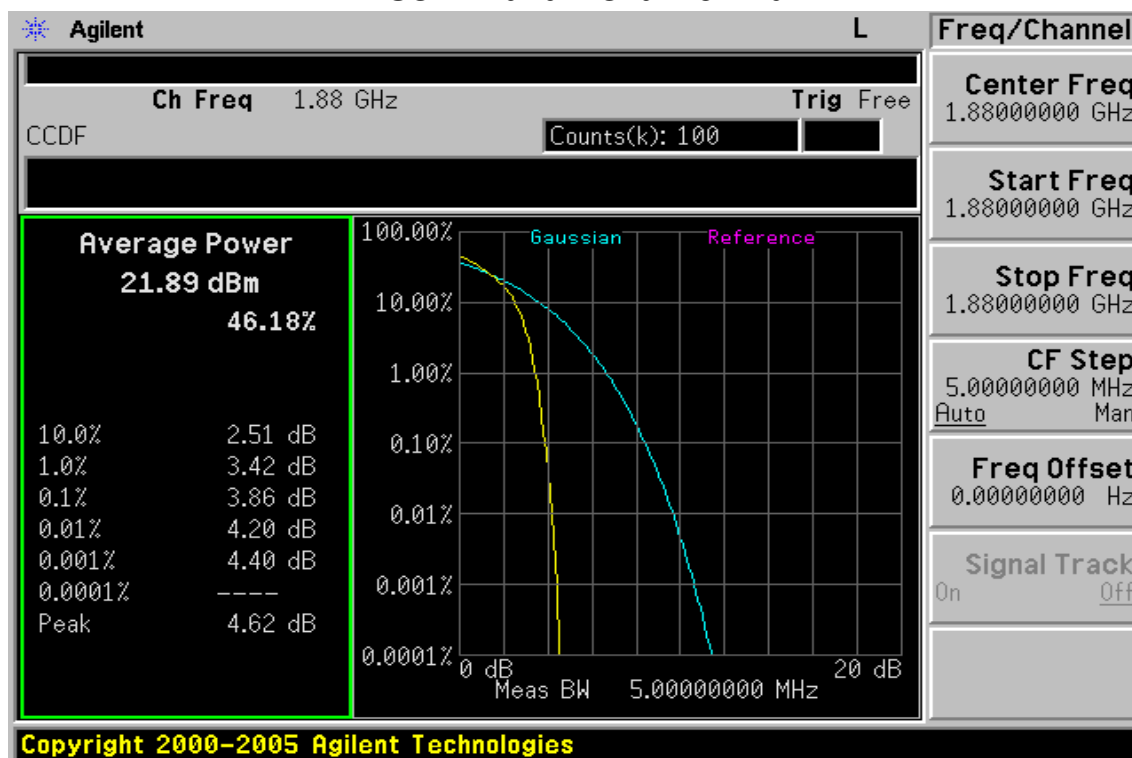 Agilent L
Ch Freq 1.88 GHz Trig Free
CCDF Counts(k): 100
Average Power
21.89 dBm
46.18%
10.0% 2.51 dB
1.0% 3.42 dB
0.1% 3.86 dB
0.01% 4.20 dB
0.001% 4.40 dB
0.0001% ----
Peak 4.62 dB
Gaussian Reference
100.00%
10.00%
1.00%
0.10%
0.01%
0.001%
0.0001%
0 dB 20 dB
Meas BW 5.00000000 MHz
Freq/Channel
Center Freq
1.88000000 GHz
Start Freq
1.88000000 GHz
Stop Freq
1.88000000 GHz
CF Step
5.00000000 MHz
Auto Man
Freq Offset
0.00000000 Hz
Signal Track
On Off
Copyright 2000-2005 Agilent Technologies